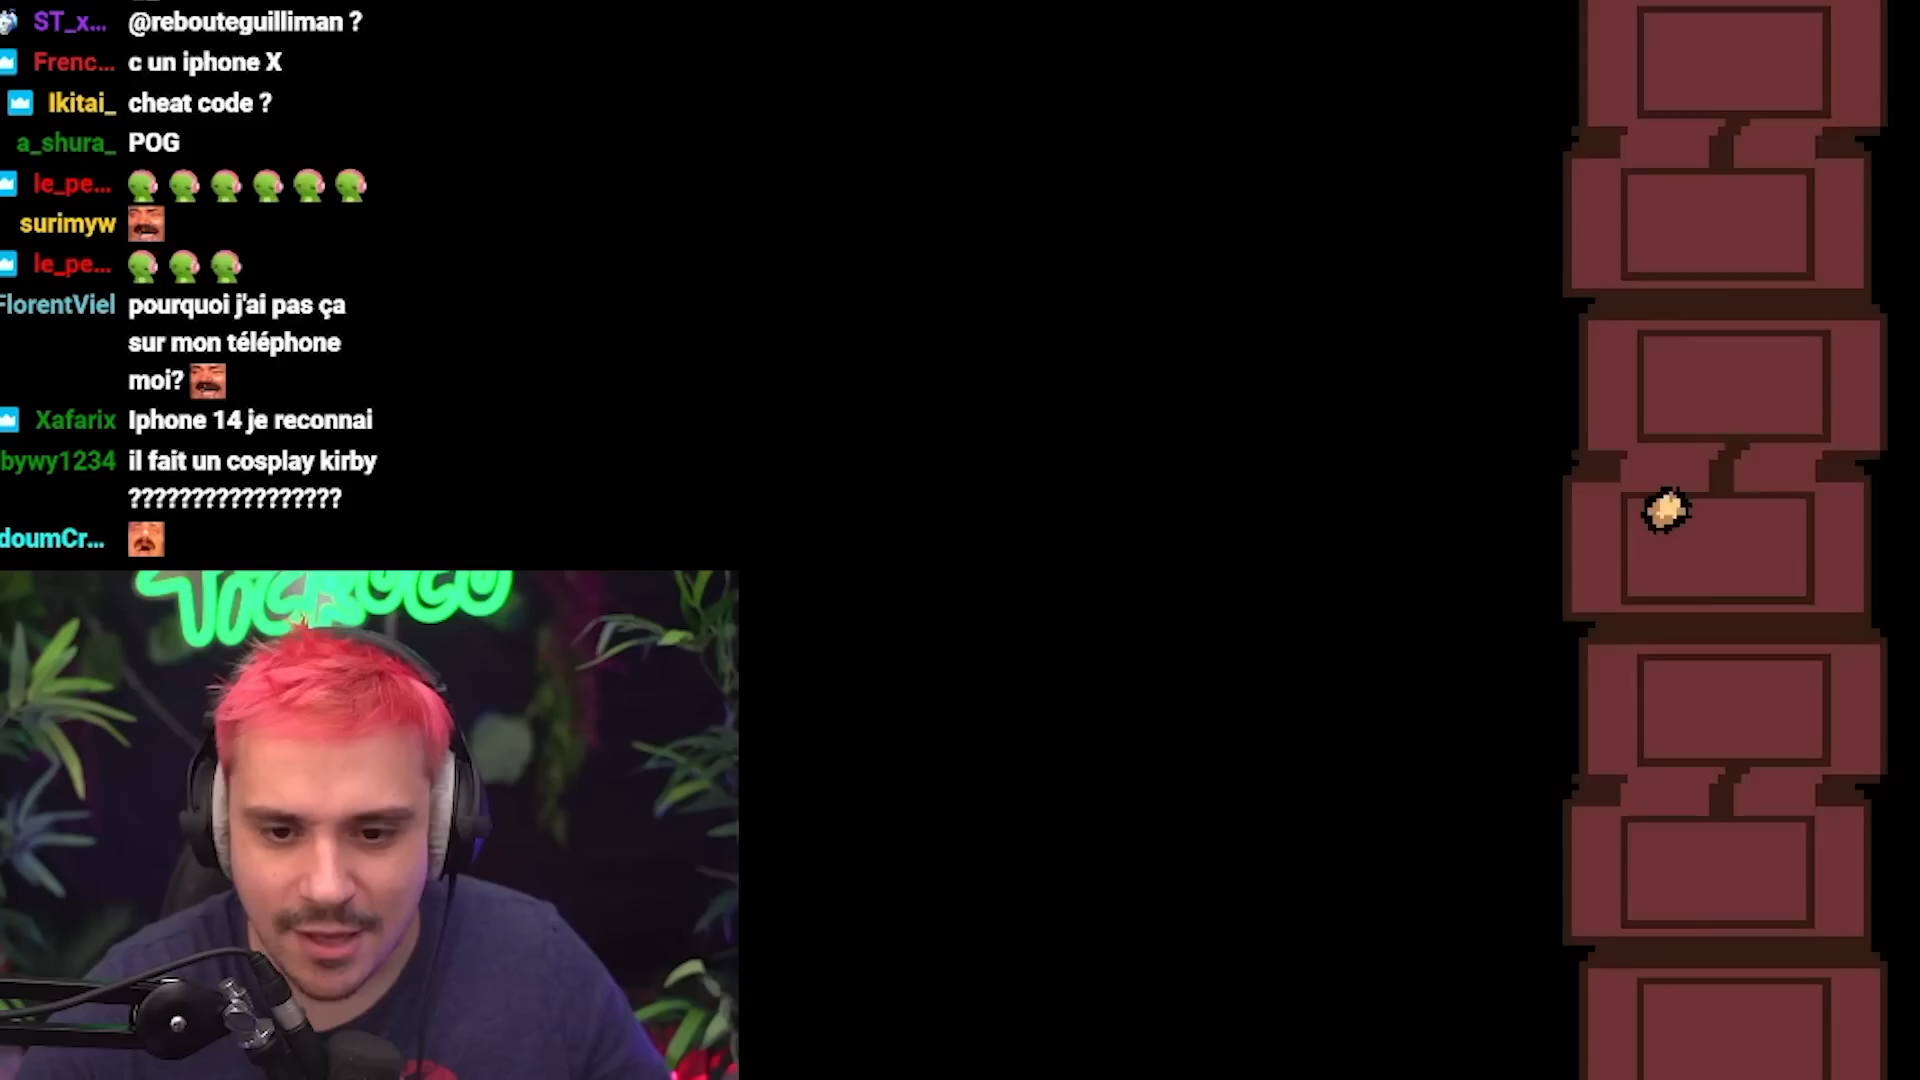 ST_x... @rebouteguilliman ?
Frenc... c un iphone X
Ikitai_ cheat code ?
a_shura_ POG
le_pe...
surimyw
le_pe...
FlorentViel pourquoi j'ai pas ça
sur mon téléphone
moi?
Xafarix Iphone 14 je reconnai
bywy1234 il fait un cosplay kirby
?????????????????
doumCr...